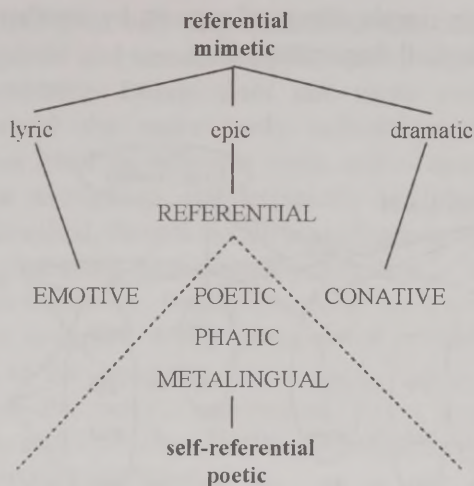 referential
mimetic
lyric epic dramatic
REFERENTIAL
EMOTIVE POETIC CONATIVE
PHATIC
METALINGUAL
self-referential
poetic